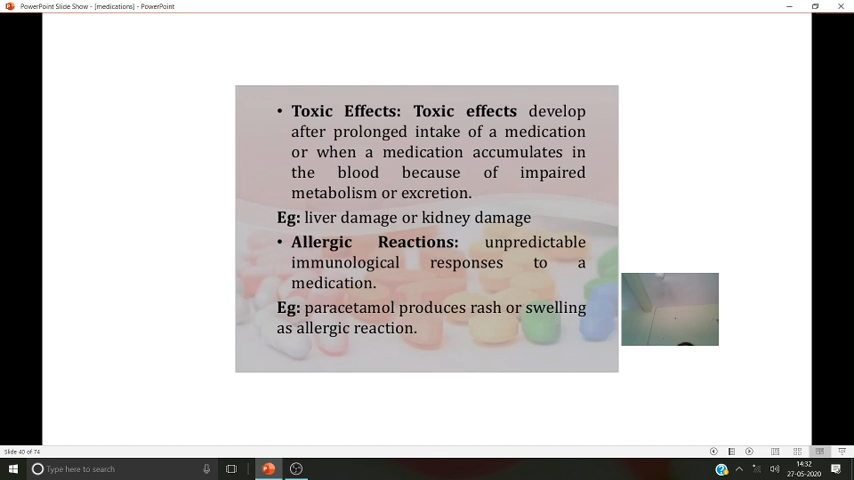 PowerPoint Slide Show - [medications] - PowerPoint
• Toxic Effects: Toxic effects develop
after prolonged intake of a medication
or when a medication accumulates in
the blood because of impaired
metabolism or excretion.
Eg: liver damage or kidney damage
• Allergic Reactions: unpredictable
immunological responses to a
medication.
Eg: paracetamol produces rash or swelling
as allergic reaction.
Slide 40 of 74
Type here to search
14:32
27-05-2020